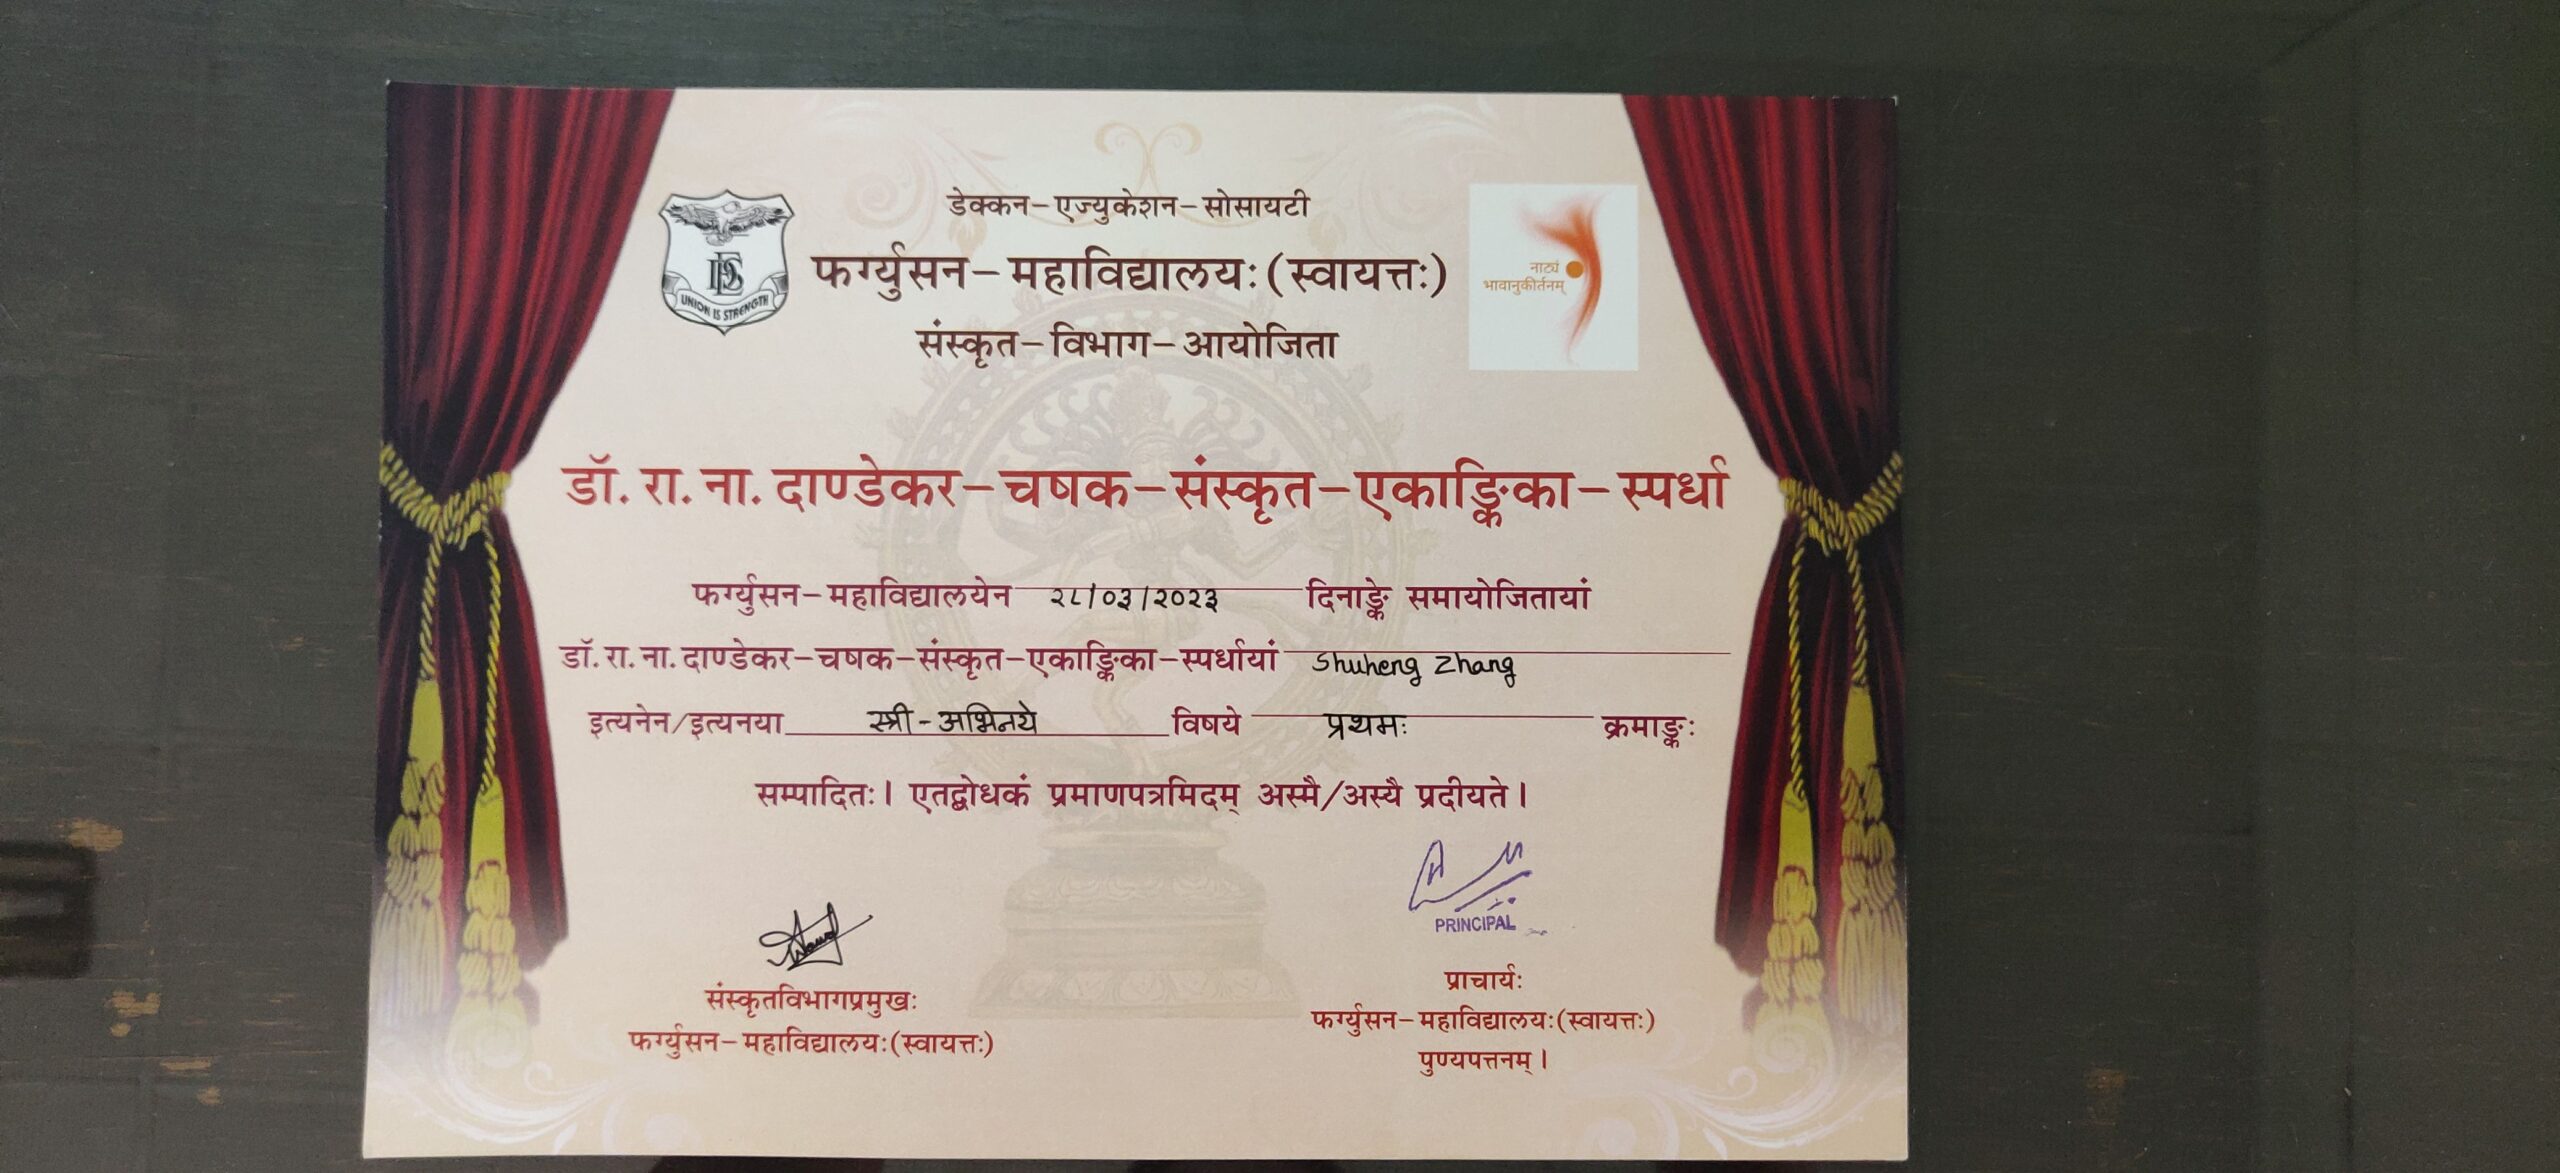 डेक्कन-एज्युकेशन-सोसायटी
फर्ग्युसन-महाविद्यालयः(स्वायत्तः)
संस्कृत-विभाग-आयोजिता
UNION IS STRENGTH
नाट्यं
भावानुकीर्तनम्
डॉ. रा. ना. दाण्डेकर-चषक-संस्कृत-एकाङ्किका-स्पर्धा
फर्ग्युसन-महाविद्यालयेन २८/०३/२०२३ दिनाङ्के समायोजितायां
डॉ. रा. ना. दाण्डेकर-चषक-संस्कृत-एकाङ्किका-स्पर्धायां Shuheng Zhang
इत्यनेन/इत्यनया स्त्री-अभिनये विषये प्रथमः क्रमाङ्कः
सम्पादितः। एतद्बोधकं प्रमाणपत्रमिदम् अस्मै/अस्यै प्रदीयते।
PRINCIPAL
संस्कृतविभागप्रमुखः
फर्ग्युसन-महाविद्यालयः(स्वायत्तः)
प्राचार्यः
फर्ग्युसन-महाविद्यालयः(स्वायत्तः)
पुण्यपत्तनम्।